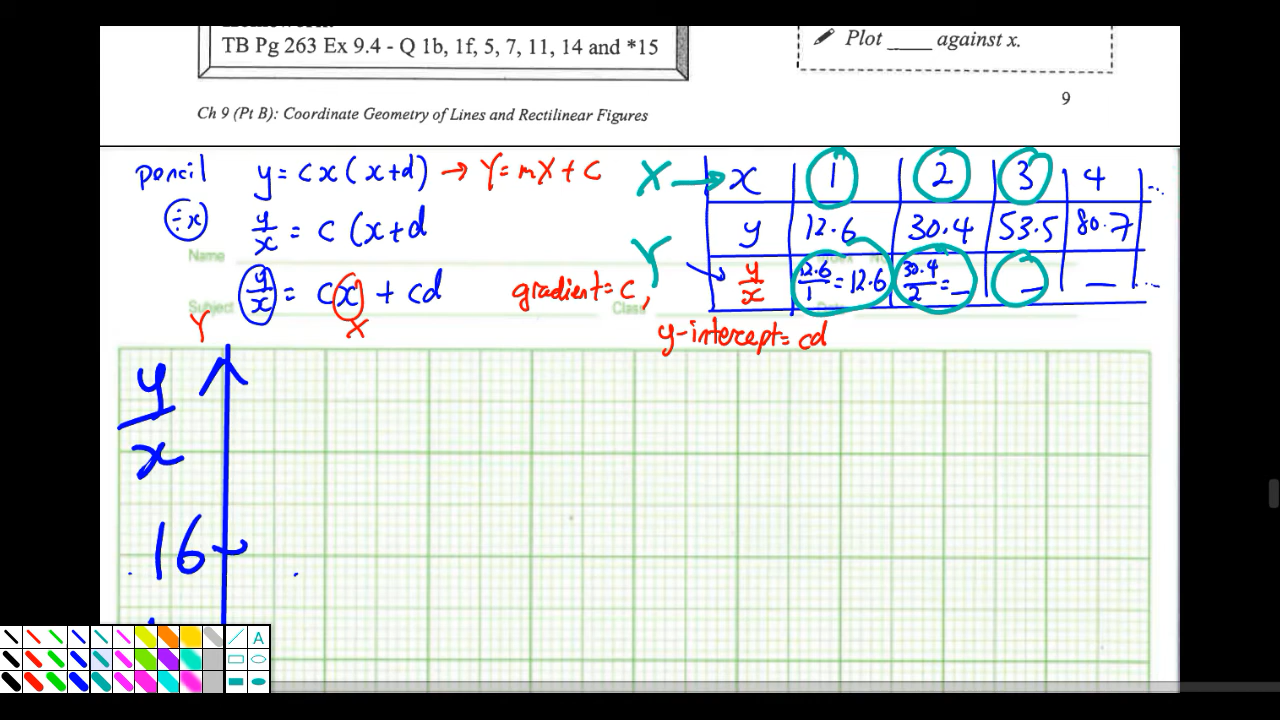 TB Pg 263 Ex 9.4 - Q 1b, 1f, 5, 7, 11, 14 and *15
Plot ____ against x.
9
Ch 9 (Pt B): Coordinate Geometry of Lines and Rectilinear Figures
pencil y = cx (x+d) → Y = mX + C
÷x y/x = c (x+d
Name
y/x = cx + cd gradient = c,
Subject Class
Y X y-intercept = cd
X → x 1 2 3 4 ...
y 12.6 30.4 53.5 80.7
Y → y/x 12.6/1 = 12.6 30.4/2 = _ _ _ ...
y/x
16
A